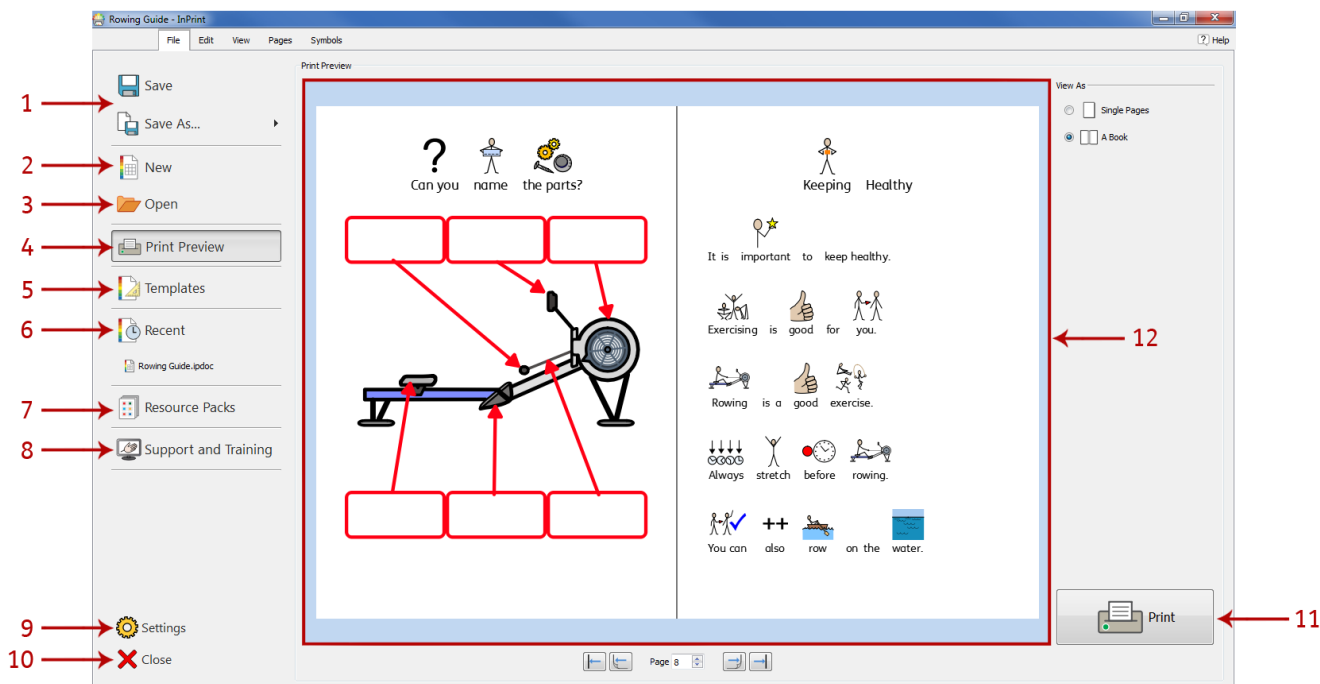 Rowing Guide - InPrint
File Edit View Pages Symbols Help
1 Save
Save As...
2 New
3 Open
4 Print Preview
5 Templates
6 Recent
Rowing Guide.ipdoc
7 Resource Packs
8 Support and Training
9 Settings
10 Close
Print Preview
? Can you name the parts?
Keeping Healthy
It is important to keep healthy.
Exercising is good for you.
Rowing is a good exercise.
Always stretch before rowing.
++
You can also row on the water.
Page 8
View As
Single Pages
A Book
12
Print 11